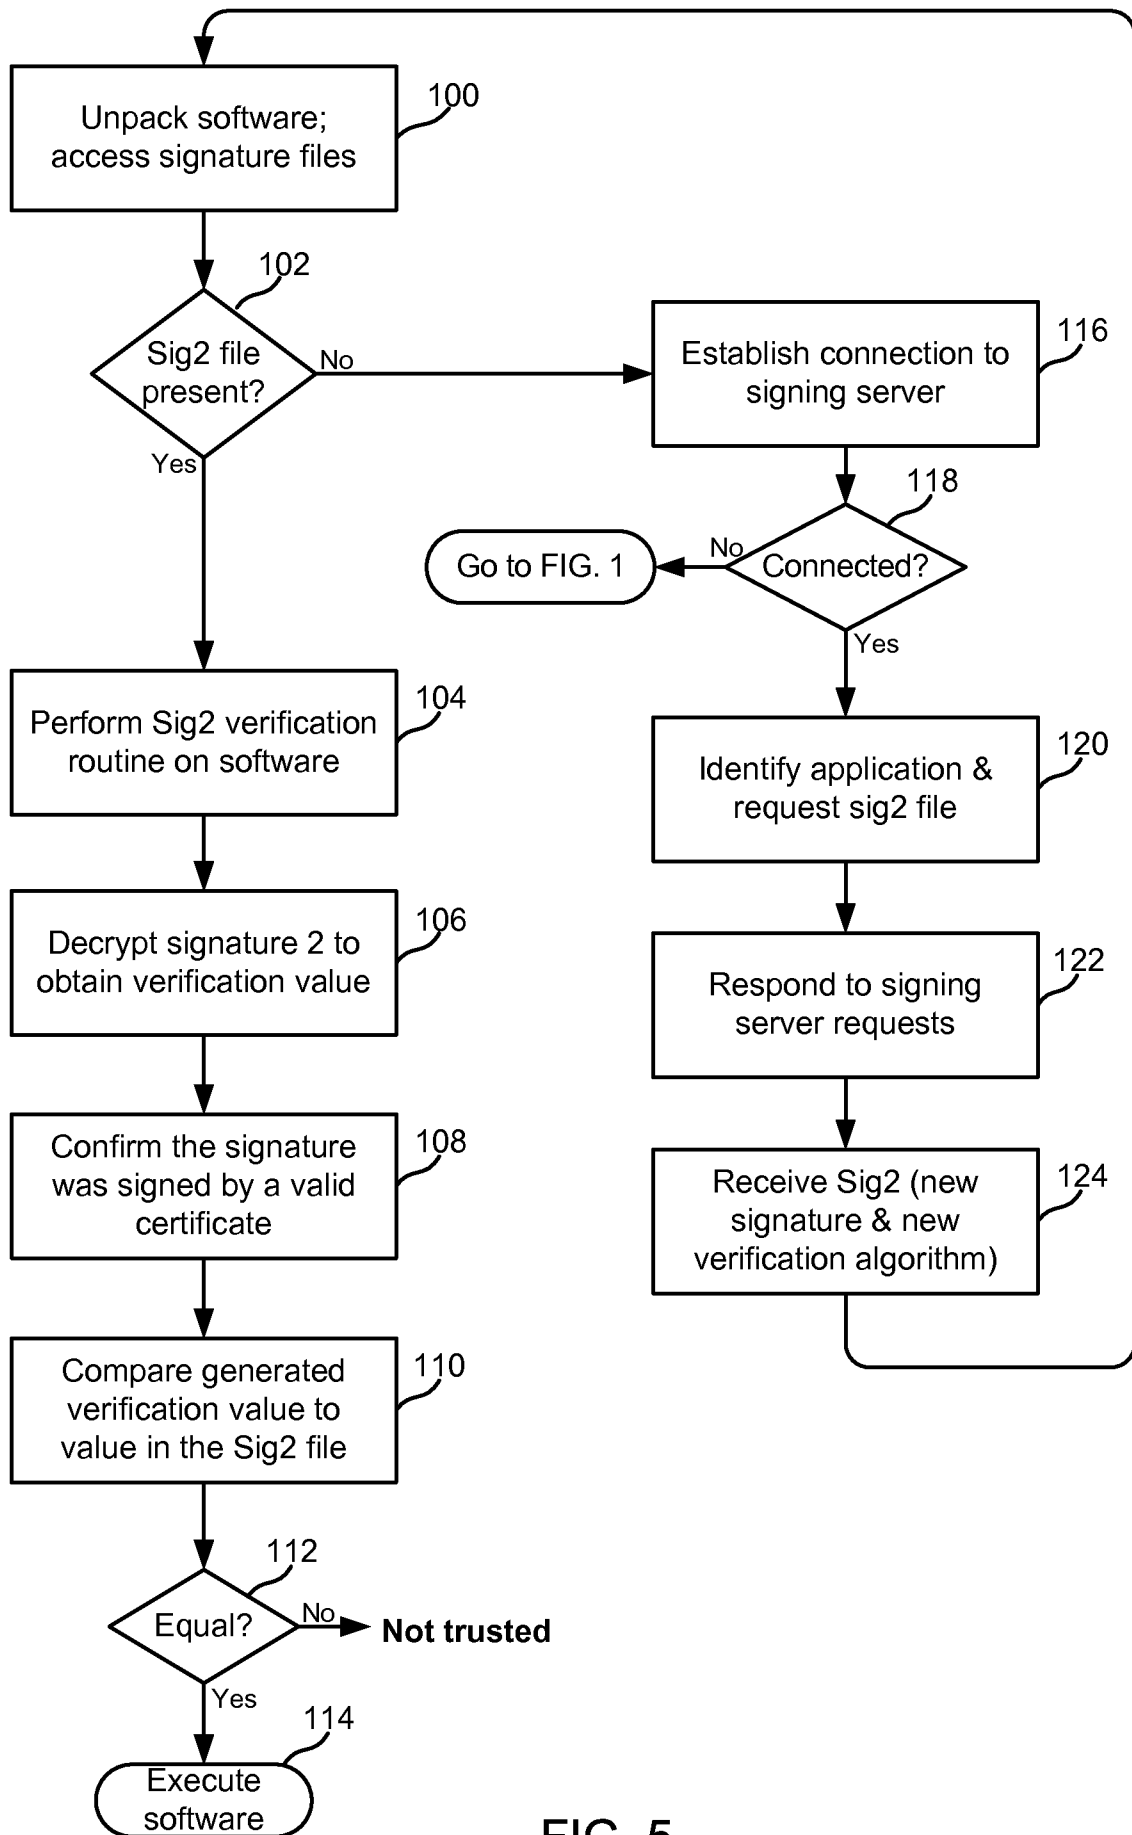 Unpack software;
access signature files
100
102
Sig2 file
present?
No
Yes
Establish connection to
signing server
116
118
Connected?
No
Go to FIG. 1
Yes
Perform Sig2 verification
routine on software
104
Identify application &
request sig2 file
120
Decrypt signature 2 to
obtain verification value
106
Respond to signing
server requests
122
Confirm the signature
was signed by a valid
certificate
108
Receive Sig2 (new
signature & new
verification algorithm)
124
Compare generated
verification value to
value in the Sig2 file
110
112
Equal?
No
Not trusted
Yes
114
Execute
software
FIG. 5